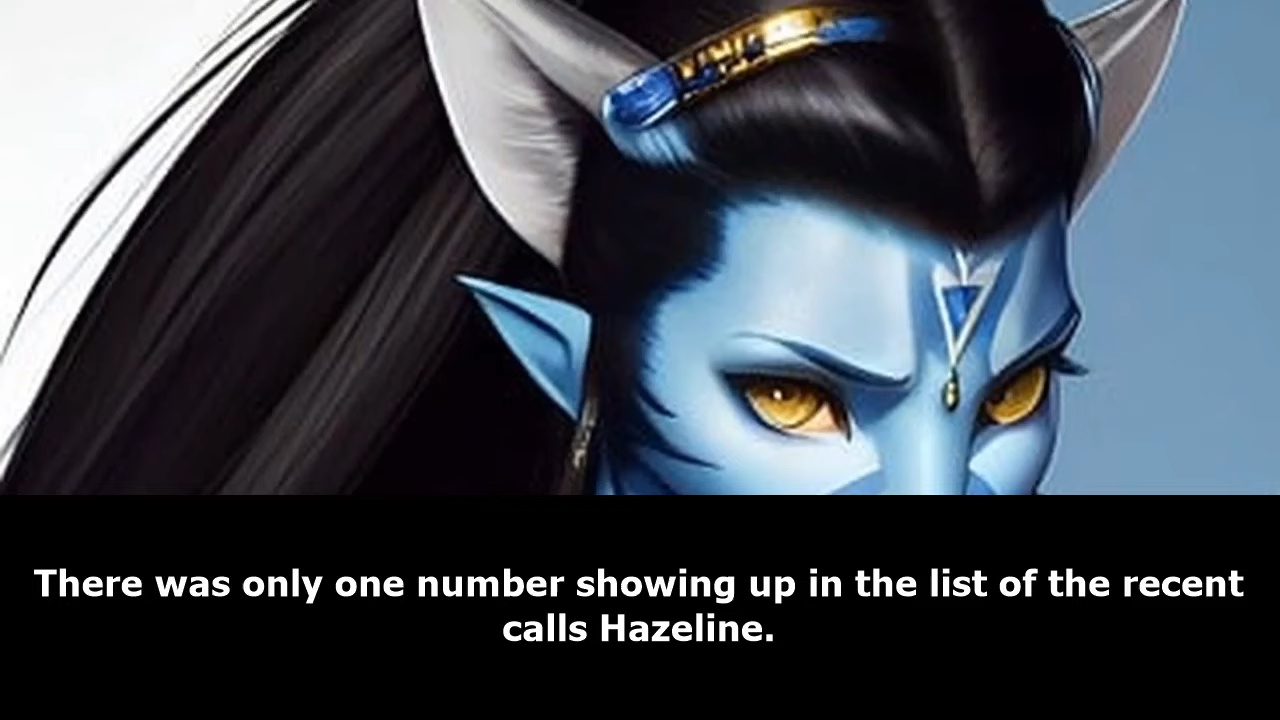 There was only one number showing up in the list of the recent
calls Hazeline.